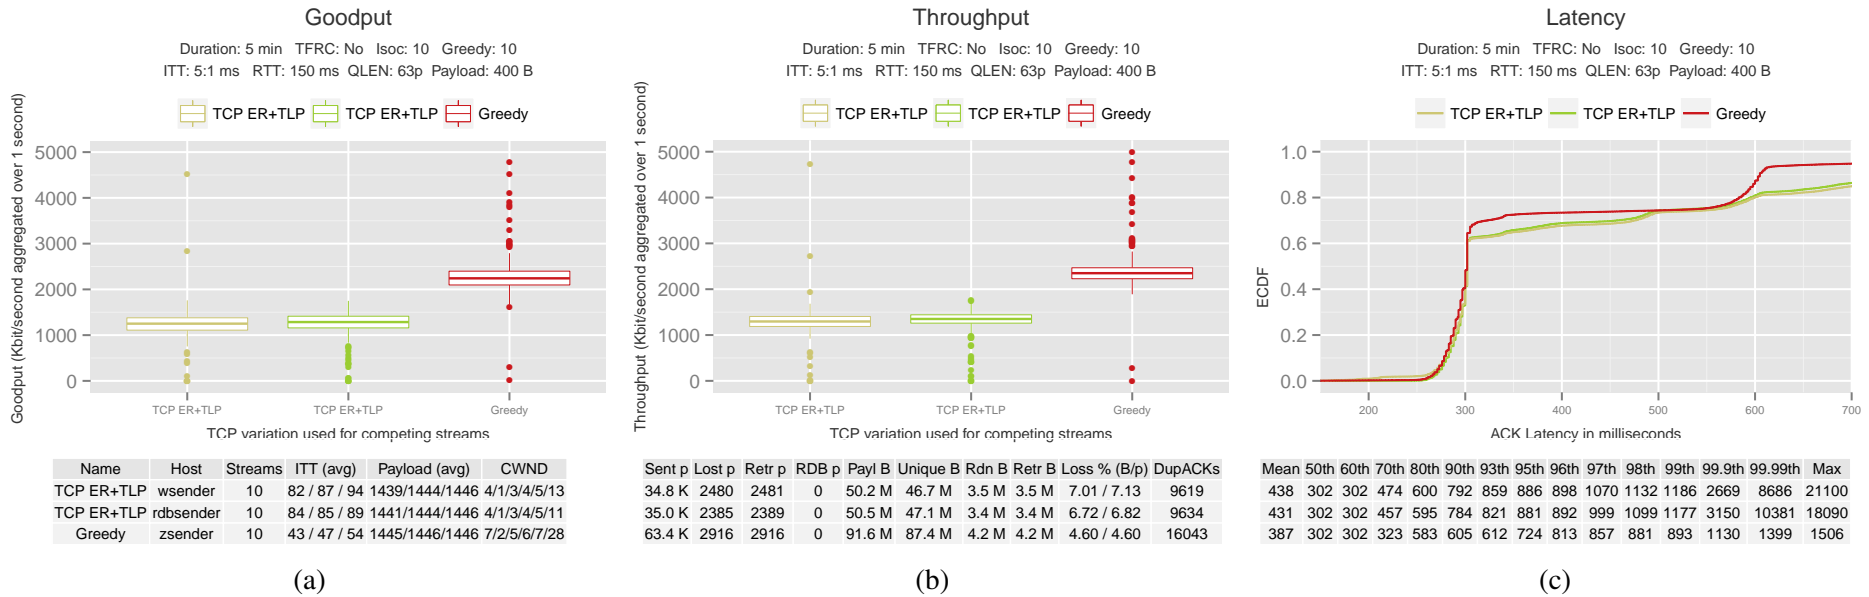 Goodput
Duration: 5 min TFRC: No Isoc: 10 Greedy: 10
ITT: 5:1 ms RTT: 150 ms QLEN: 63p Payload: 400 B
TCP ER+TLP TCP ER+TLP Greedy
Goodput (Kbit/second aggregated over 1 second)
5000
4000
3000
2000
1000
0
TCP ER+TLP TCP ER+TLP Greedy
TCP variation used for competing streams
Name Host Streams ITT (avg) Payload (avg) CWND
TCP ER+TLP wsender 10 82 / 87 / 94 1439/1444/1446 4/1/3/4/5/13
TCP ER+TLP rdbsender 10 84 / 85 / 89 1441/1444/1446 4/1/3/4/5/11
Greedy zsender 10 43 / 47 / 54 1445/1446/1446 7/2/5/6/7/28
(a)
Throughput
Duration: 5 min TFRC: No Isoc: 10 Greedy: 10
ITT: 5:1 ms RTT: 150 ms QLEN: 63p Payload: 400 B
TCP ER+TLP TCP ER+TLP Greedy
Throughput (Kbit/second aggregated over 1 second)
5000
4000
3000
2000
1000
0
TCP ER+TLP TCP ER+TLP Greedy
TCP variation used for competing streams
Sent p Lost p Retr p RDB p Payl B Unique B Rdn B Retr B Loss % (B/p) DupACKs
34.8 K 2480 2481 0 50.2 M 46.7 M 3.5 M 3.5 M 7.01 / 7.13 9619
35.0 K 2385 2389 0 50.5 M 47.1 M 3.4 M 3.4 M 6.72 / 6.82 9634
63.4 K 2916 2916 0 91.6 M 87.4 M 4.2 M 4.2 M 4.60 / 4.60 16043
(b)
Latency
Duration: 5 min TFRC: No Isoc: 10 Greedy: 10
ITT: 5:1 ms RTT: 150 ms QLEN: 63p Payload: 400 B
TCP ER+TLP TCP ER+TLP Greedy
ECDF
1.0
0.8
0.6
0.4
0.2
0.0
200 300 400 500 600 700
ACK Latency in milliseconds
Mean 50th 60th 70th 80th 90th 93th 95th 96th 97th 98th 99th 99.9th 99.99th Max
438 302 302 474 600 792 859 886 898 1070 1132 1186 2669 8686 21100
431 302 302 457 595 784 821 881 892 999 1099 1177 3150 10381 18090
387 302 302 323 583 605 612 724 813 857 881 893 1130 1399 1506
(c)